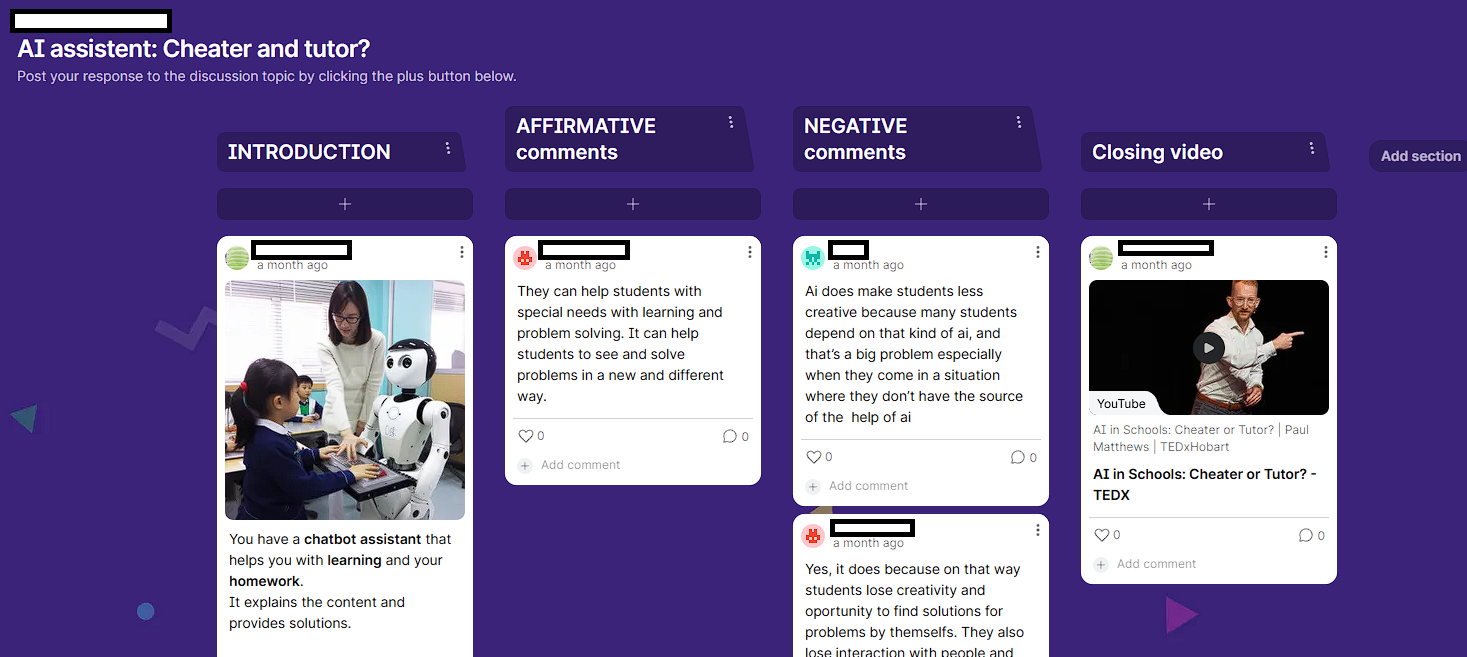 AI assistent: Cheater and tutor?
Post your response to the discussion topic by clicking the plus button below.
INTRODUCTION
a month ago
You have a chatbot assistant that
helps you with learning and your
homework.
It explains the content and
provides solutions.
AFFIRMATIVE
comments
a month ago
They can help students with
special needs with learning and
problem solving. It can help
students to see and solve
problems in a new and different
way.
0
0
Add comment
NEGATIVE
comments
a month ago
Ai does make students less
creative because many students
depend on that kind of ai, and
that's a big problem especially
when they come in a situation
where they don't have the source
of the help of ai
0
0
Add comment
a month ago
Yes, it does because on that way
students lose creativity and
oportunity to find solutions for
problems by themselfs. They also
lose interaction with people and
Closing video
a month ago
YouTube
AI in Schools: Cheater or Tutor? | Paul
Matthews | TEDxHobart
AI in Schools: Cheater or Tutor? -
TEDX
0
0
Add comment
Add section